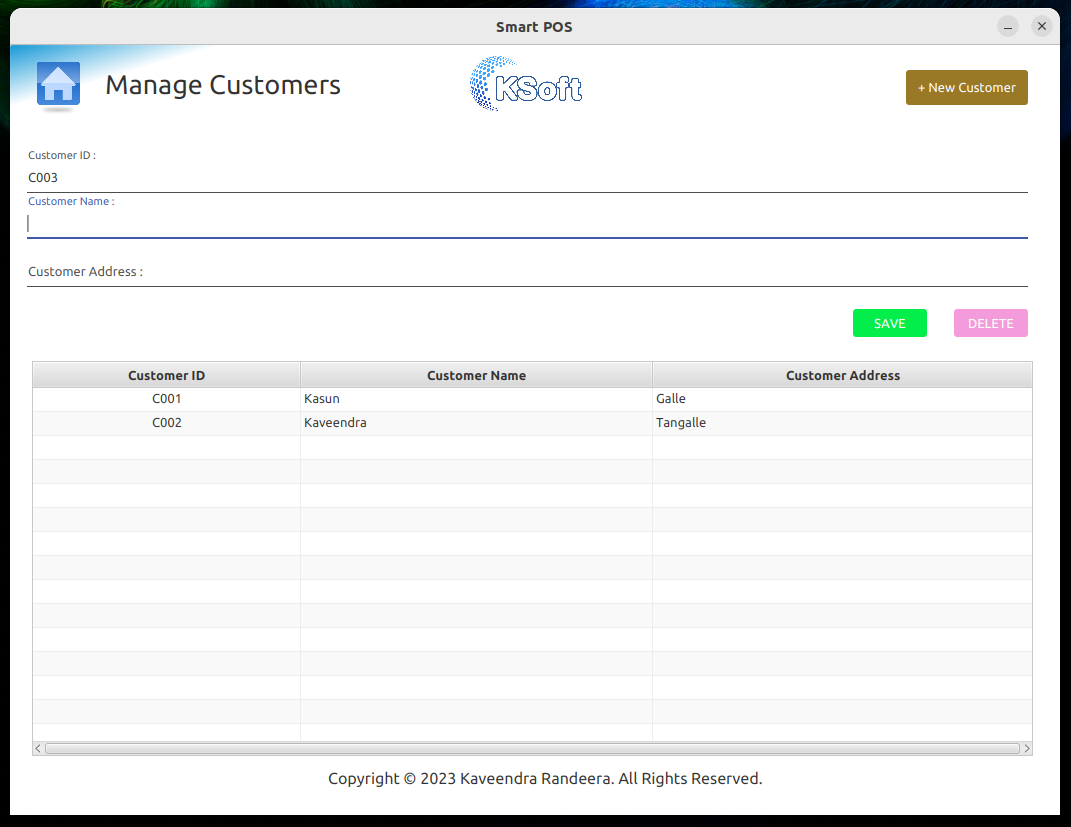 Smart POS
Manage Customers
KSoft
+ New Customer
Customer ID :
C003
Customer Name :
Customer Address :
SAVE DELETE
Customer ID Customer Name Customer Address
C001 Kasun Galle
C002 Kaveendra Tangalle
Copyright © 2023 Kaveendra Randeera. All Rights Reserved.